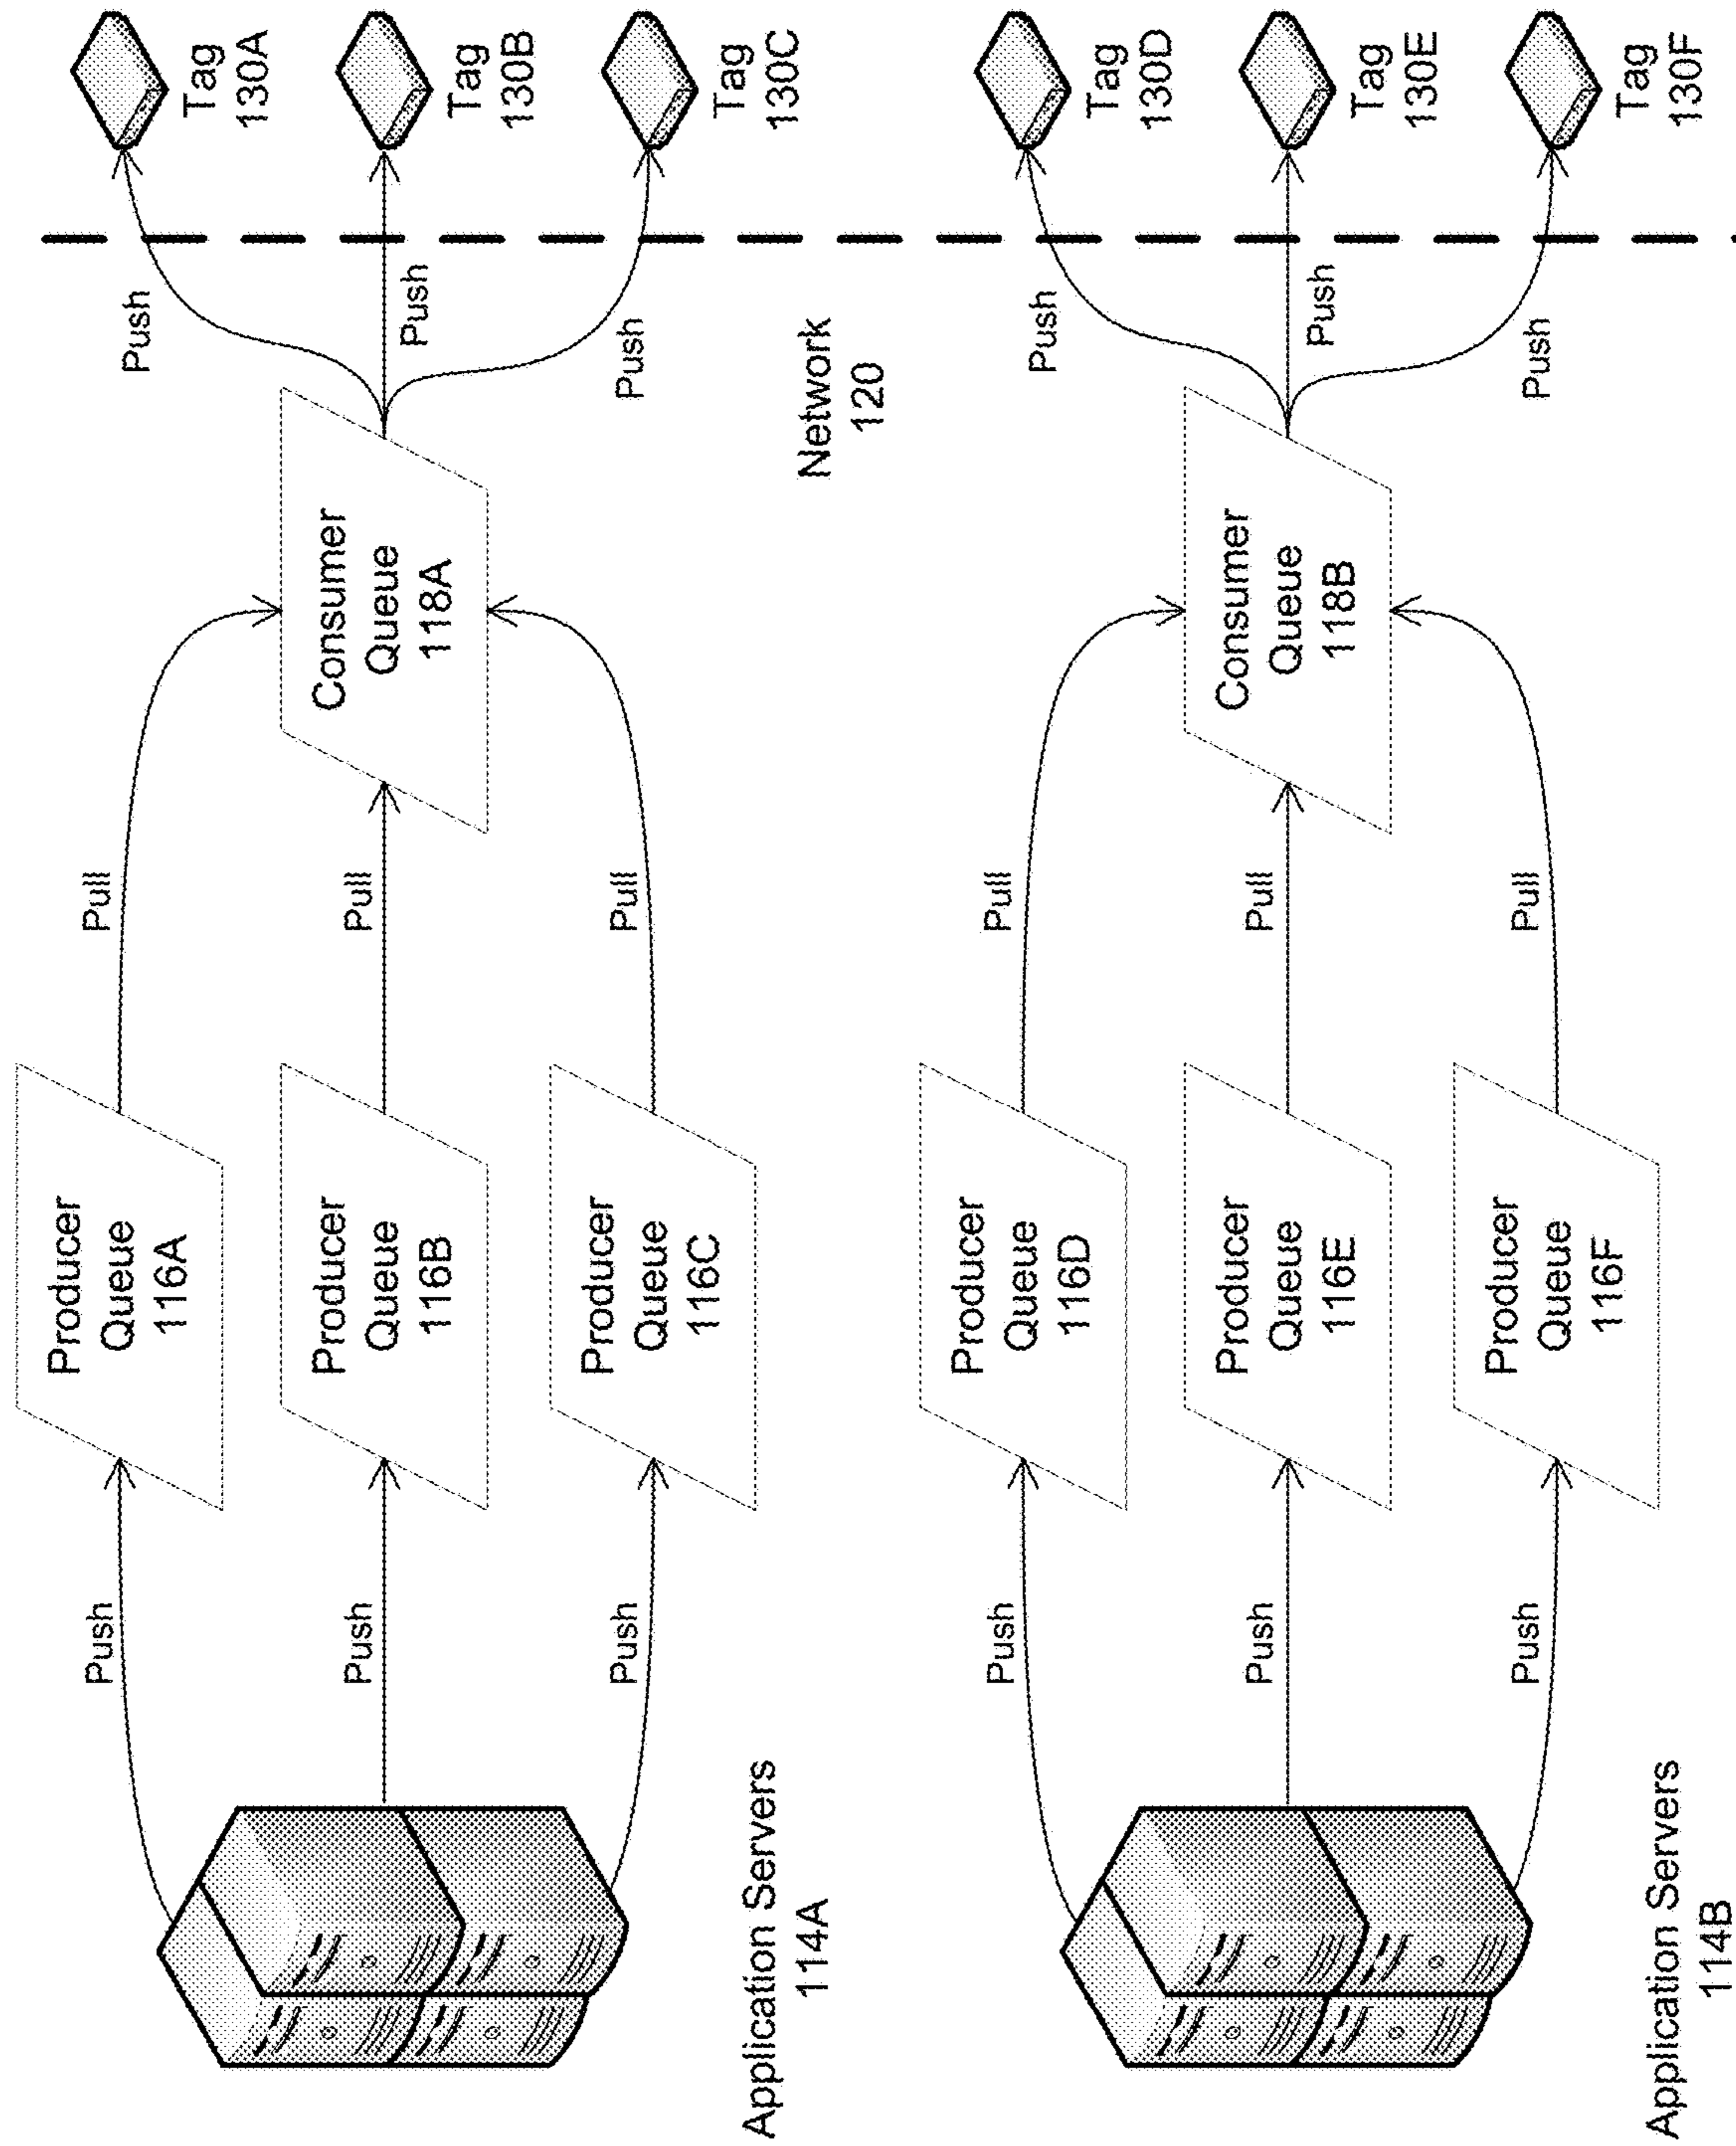 Push
Producer
Queue
116A
Pull
Push
Tag
130A
Push
Producer
Queue
116B
Pull
Consumer
Queue
118A
Push
Tag
130B
Push
Producer
Queue
116C
Pull
Push
Tag
130C
Application Servers
114A
Network
120
Push
Producer
Queue
116D
Pull
Push
Tag
130D
Push
Producer
Queue
116E
Pull
Consumer
Queue
118B
Push
Tag
130E
Push
Producer
Queue
116F
Pull
Push
Tag
130F
Application Servers
114B